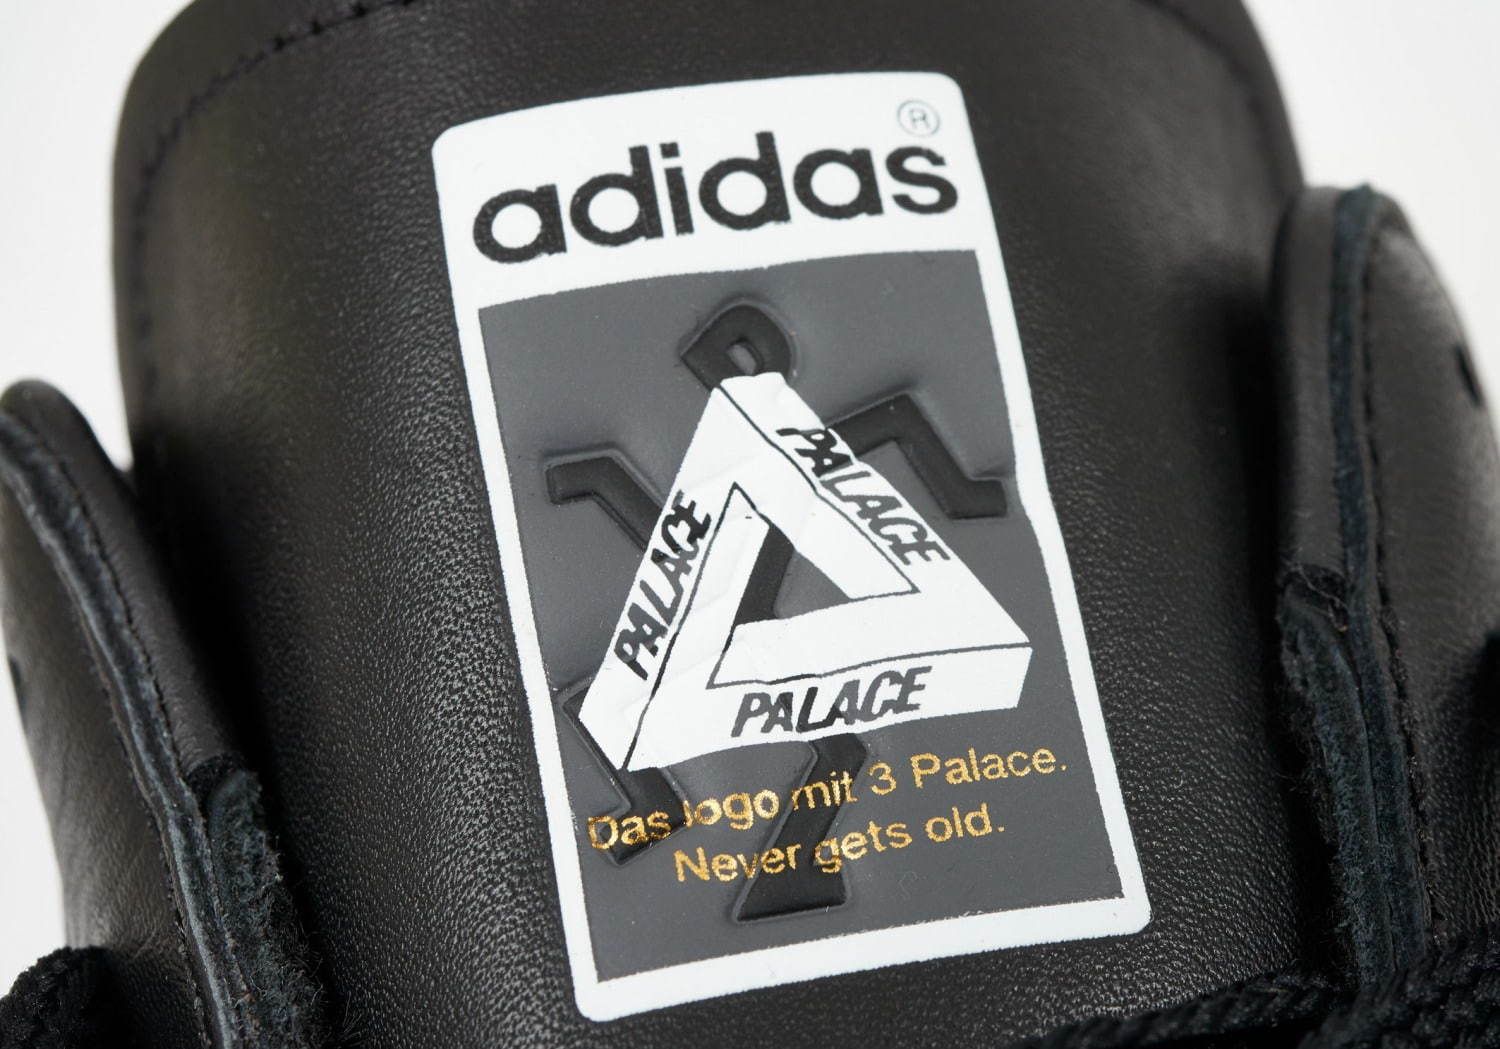 ®
adidas
PALACE
PALACE
PALACE
Das logo mit 3 Palace.
Never gets old.